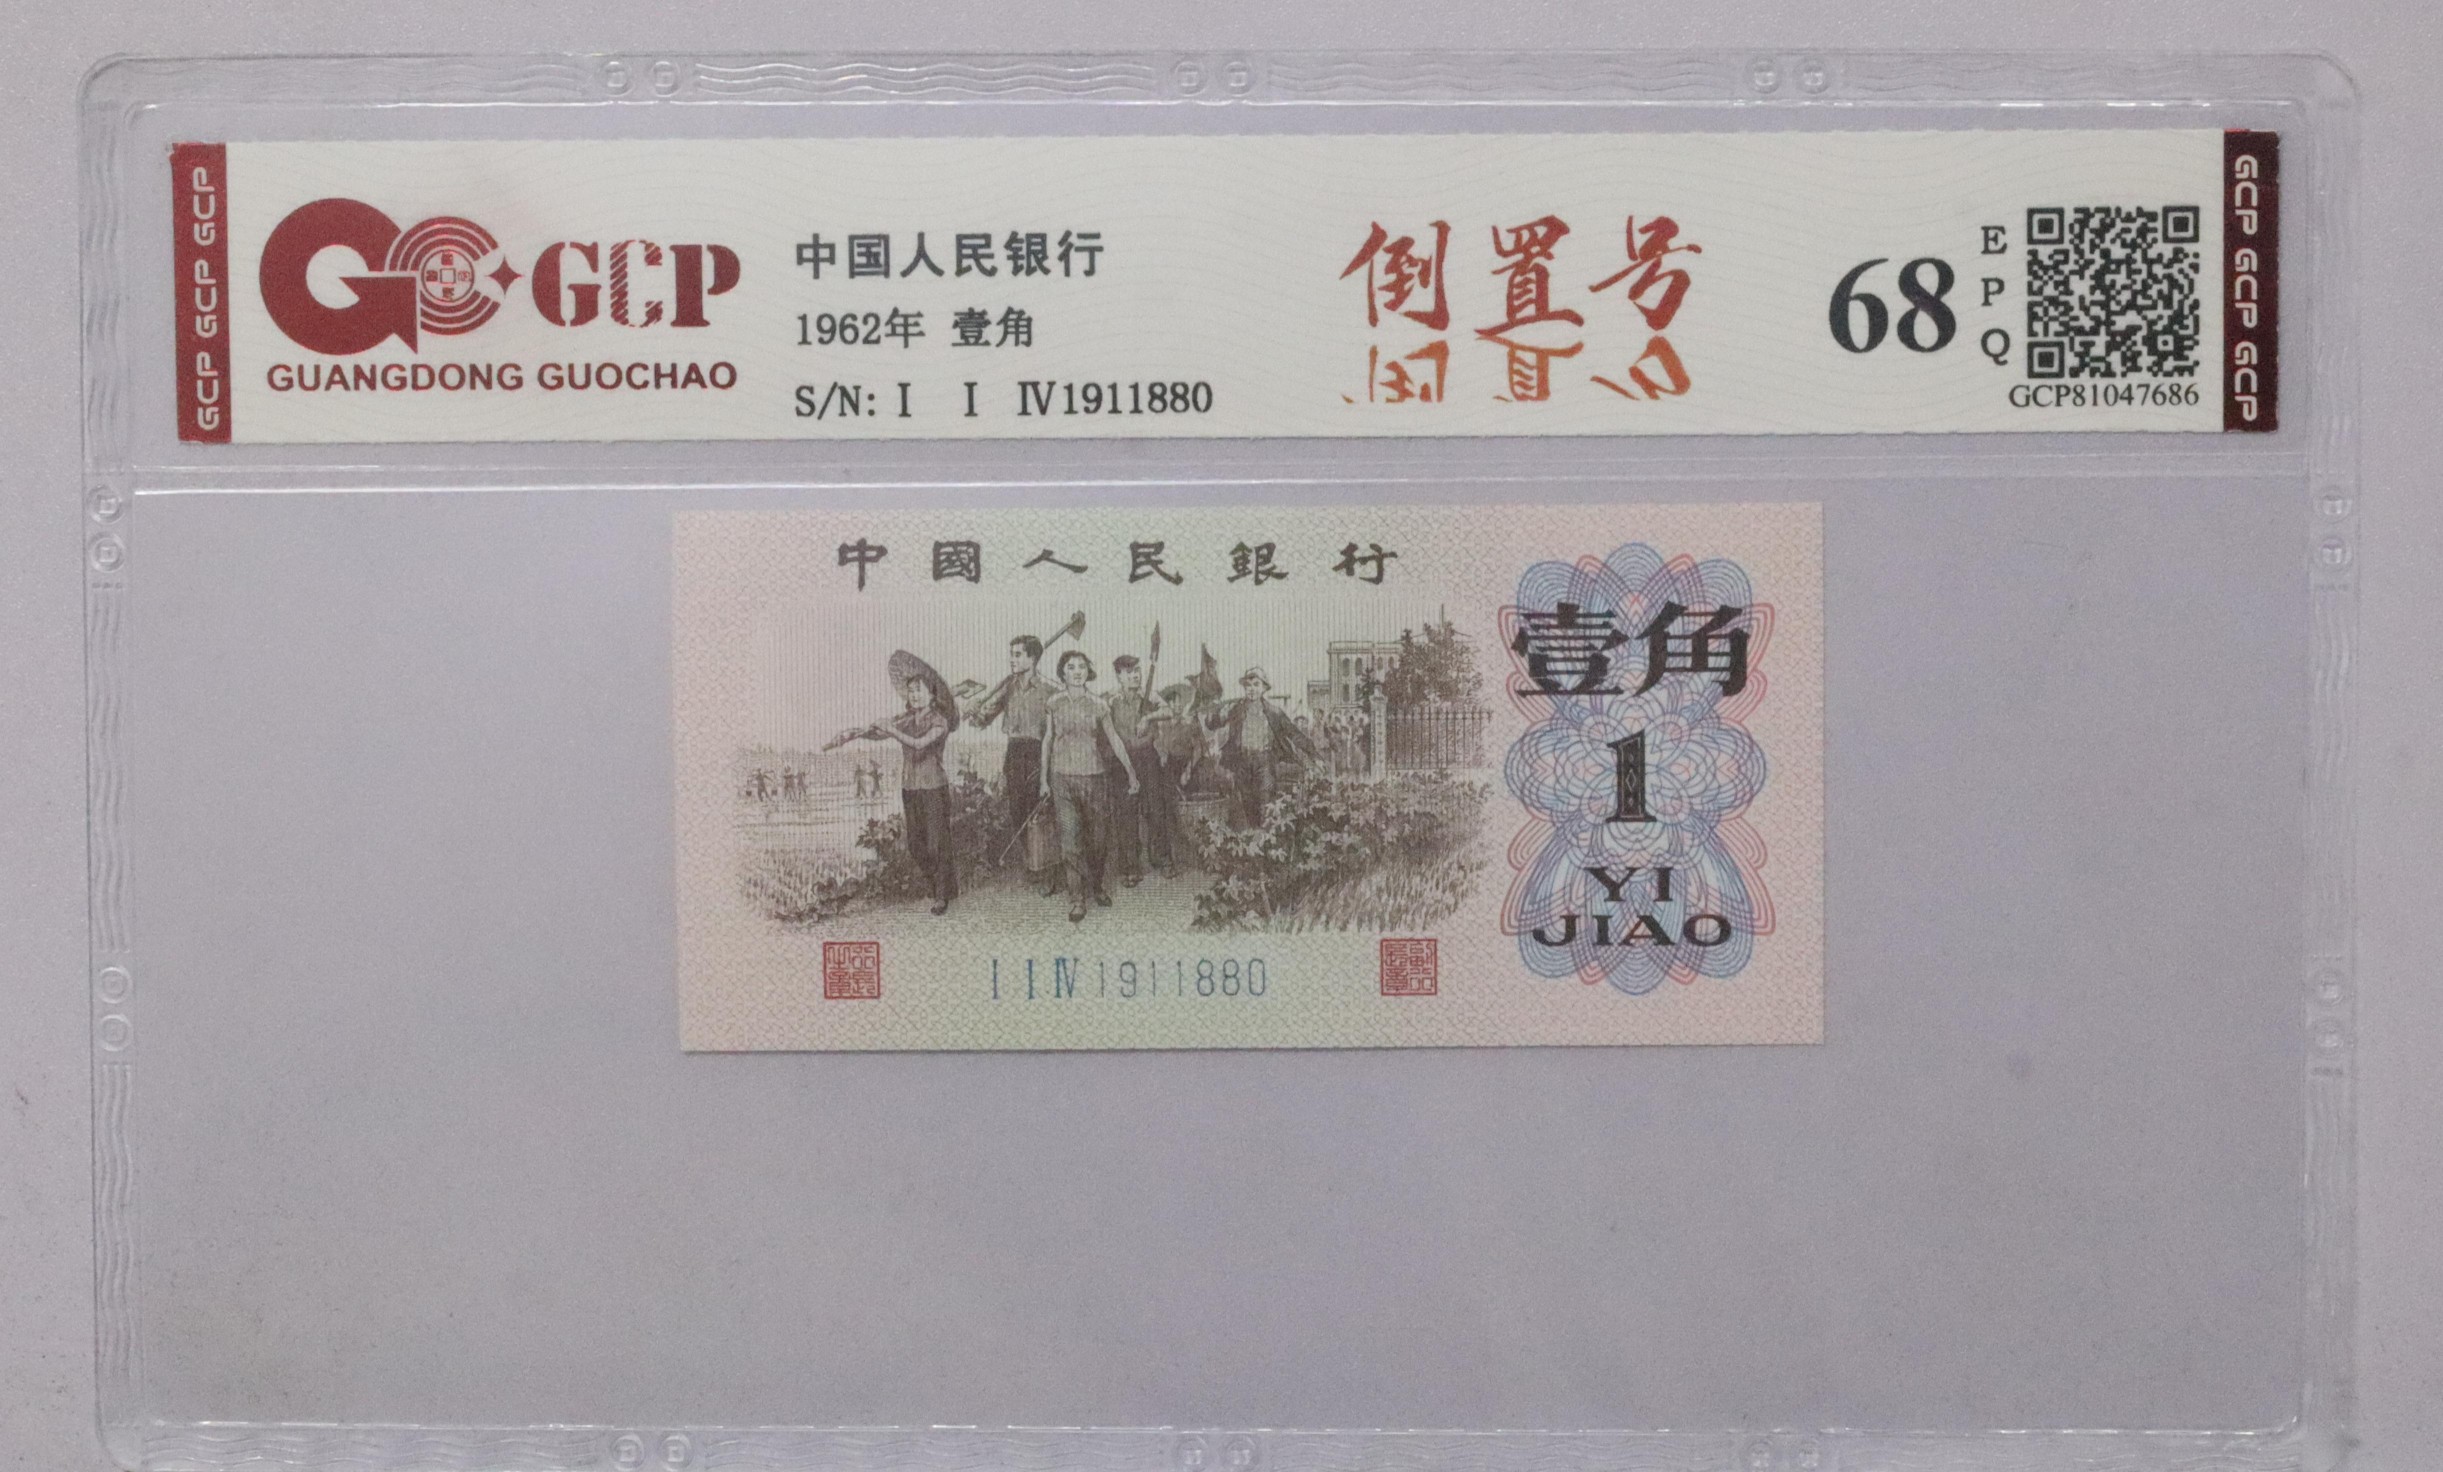 GCP GCP GCP
GCP
GUANGDONG GUOCHAO
中国人民银行
1962年 壹角
S/N: I I IV1911880
倒置号
68
EPQ
GCP81047686
GCP GCP GCP
中國人民銀行
壹角
1
YI
JIAO
I I IV 1911880